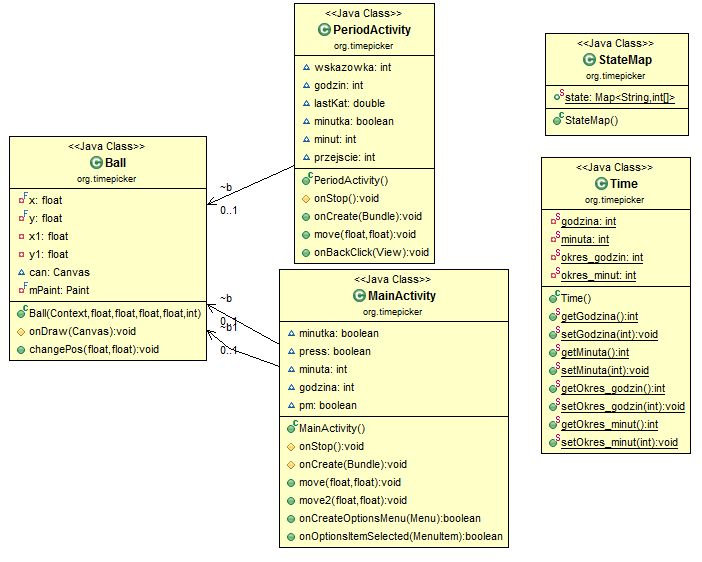 <<Java Class>>
PeriodActivity
org.timepicker
wskazowka: int
godzin: int
lastKat: double
minutka: boolean
minut: int
przejscie: int
PeriodActivity()
onStop():void
onCreate(Bundle):void
move(float,float):void
onBackClick(View):void
<<Java Class>>
StateMap
org.timepicker
state: Map<String,int[]>
StateMap()
<<Java Class>>
Ball
org.timepicker
x: float
y: float
x1: float
y1: float
can: Canvas
mPaint: Paint
Ball(Context,float,float,float,float,int)
onDraw(Canvas):void
changePos(float,float):void
~b
0..1
~b
0..1
~b1
0..1
<<Java Class>>
Time
org.timepicker
godzina: int
minuta: int
okres_godzin: int
okres_minut: int
Time()
getGodzina():int
setGodzina(int):void
getMinuta():int
setMinuta(int):void
getOkres_godzin():int
setOkres_godzin(int):void
getOkres_minut():int
setOkres_minut(int):void
<<Java Class>>
MainActivity
org.timepicker
minutka: boolean
press: boolean
minuta: int
godzina: int
pm: boolean
MainActivity()
onStop():void
onCreate(Bundle):void
move(float,float):void
move2(float,float):void
onCreateOptionsMenu(Menu):boolean
onOptionsItemSelected(MenuItem):boolean